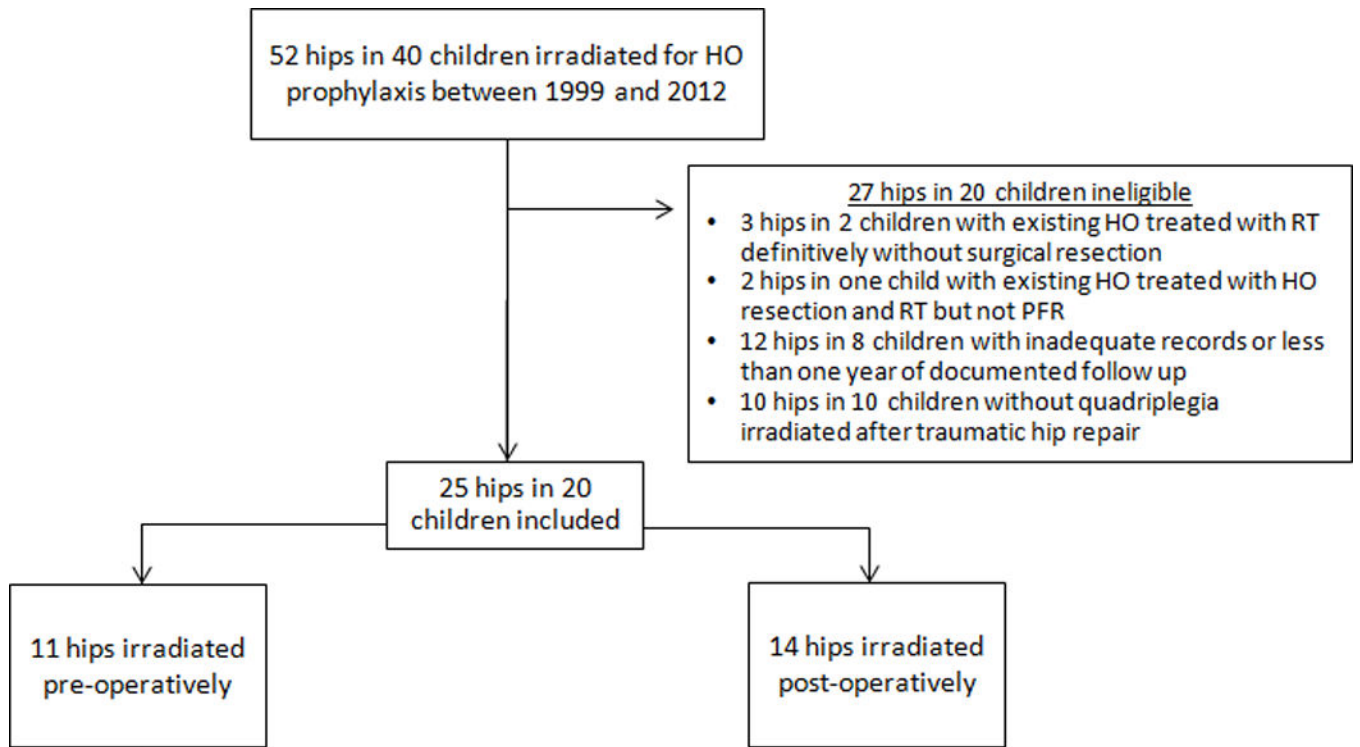 52 hips in 40 children irradiated for HO
prophylaxis between 1999 and 2012
27 hips in 20 children ineligible
• 3 hips in 2 children with existing HO treated with RT
definitively without surgical resection
• 2 hips in one child with existing HO treated with HO
resection and RT but not PFR
• 12 hips in 8 children with inadequate records or less
than one year of documented follow up
• 10 hips in 10 children without quadriplegia
irradiated after traumatic hip repair
25 hips in 20
children included
11 hips irradiated
pre-operatively
14 hips irradiated
post-operatively